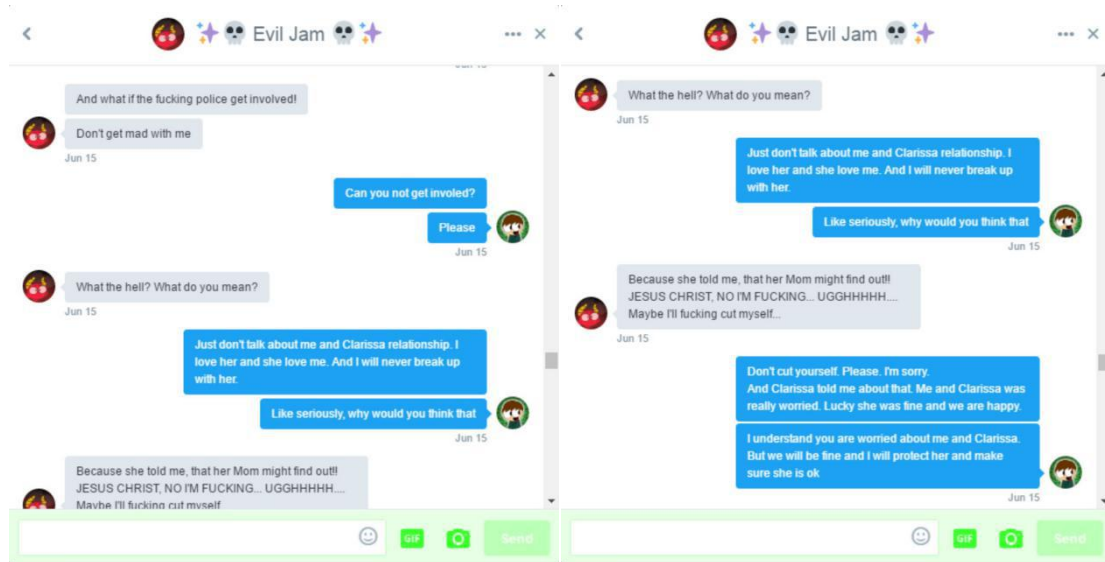 ✨💀 Evil Jam 💀✨
And what if the fucking police get involved!
Don't get mad with me
Jun 15
Can you not get involed?
Please
Jun 15
What the hell? What do you mean?
Jun 15
Just don't talk about me and Clarissa relationship. I
love her and she love me. And I will never break up
with her.
Like seriously, why would you think that
Jun 15
Because she told me, that her Mom might find out!!
JESUS CHRIST, NO I'M FUCKING... UGGHHHHH....
Maybe I'll fucking cut myself
GIF
Send
✨💀 Evil Jam 💀✨
What the hell? What do you mean?
Jun 15
Just don't talk about me and Clarissa relationship. I
love her and she love me. And I will never break up
with her.
Like seriously, why would you think that
Jun 15
Because she told me, that her Mom might find out!!
JESUS CHRIST, NO I'M FUCKING... UGGHHHHH....
Maybe I'll fucking cut myself...
Jun 15
Don't cut yourself. Please. I'm sorry.
And Clarissa told me about that. Me and Clarissa was
really worried. Lucky she was fine and we are happy.
I understand you are worried about me and Clarissa.
But we will be fine and I will protect her and make
sure she is ok
Jun 15
GIF
Send